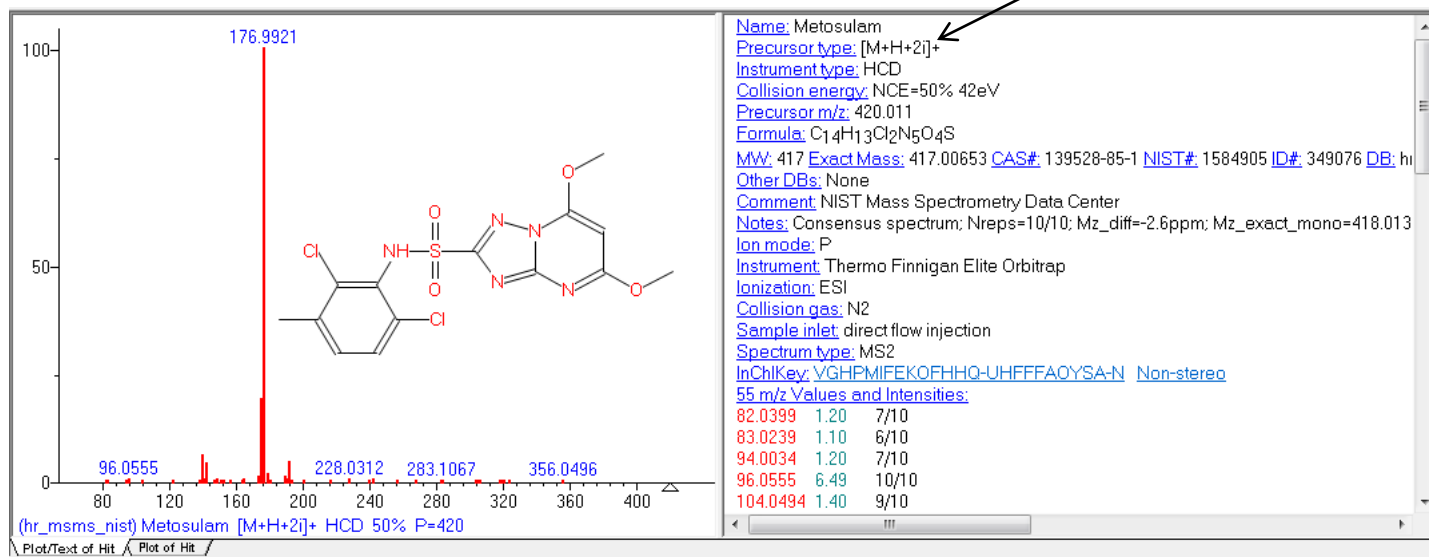 176.9921
100
50
0
96.0555 228.0312 283.1067 356.0496
80 120 160 200 240 280 320 360 400
O
O
N N
Cl NH S
O
N N O
Cl
(hr_msms_nist) Metosulam [M+H+2i]+ HCD 50% P=420
Plot/Text of Hit Plot of Hit
Name: Metosulam
Precursor type: [M+H+2i]+
Instrument type: HCD
Collision energy: NCE=50% 42eV
Precursor m/z: 420.011
Formula: C14H13Cl2N5O4S
MW: 417 Exact Mass: 417.00653 CAS#: 139528-85-1 NIST#: 1584905 ID#: 349076 DB:
Other DBs: None
Comment: NIST Mass Spectrometry Data Center
Notes: Consensus spectrum; Nreps=10/10; Mz_diff=-2.6ppm; Mz_exact_mono=418.013
Ion mode: P
Instrument: Thermo Finnigan Elite Orbitrap
Ionization: ESI
Collision gas: N2
Sample inlet: direct flow injection
Spectrum type: MS2
InChIKey: VGHPMIFEKOFHHQ-UHFFFAOYSA-N Non-stereo
55 m/z Values and Intensities:
82.0399 1.20 7/10
83.0239 1.10 6/10
94.0034 1.20 7/10
96.0555 6.49 10/10
104.0494 1.40 9/10